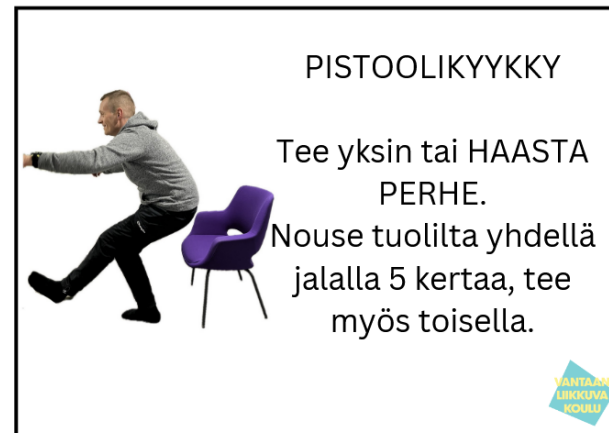 PISTOOLIKYYKKY
Tee yksin tai HAASTA
PERHE.
Nouse tuolilta yhdellä
jalalla 5 kertaa, tee
myös toisella.
VANTAAN
LIIKKUVA
KOULU